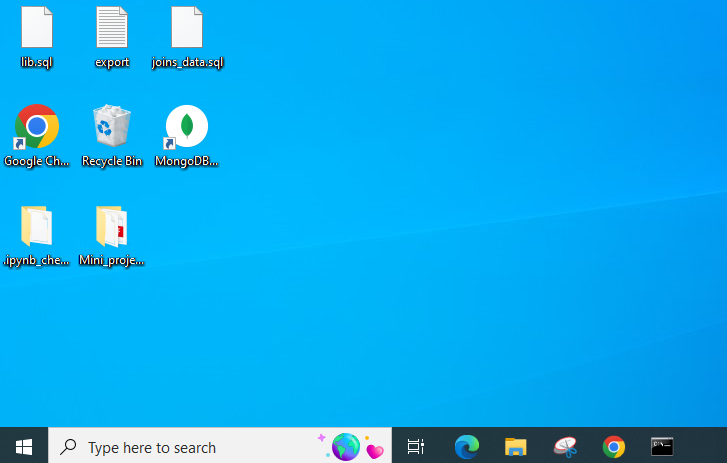 lib.sql
export
joins_data.sql
Google Ch...
Recycle Bin
MongoDB...
.ipynb_che...
Mini_proje...
Type here to search